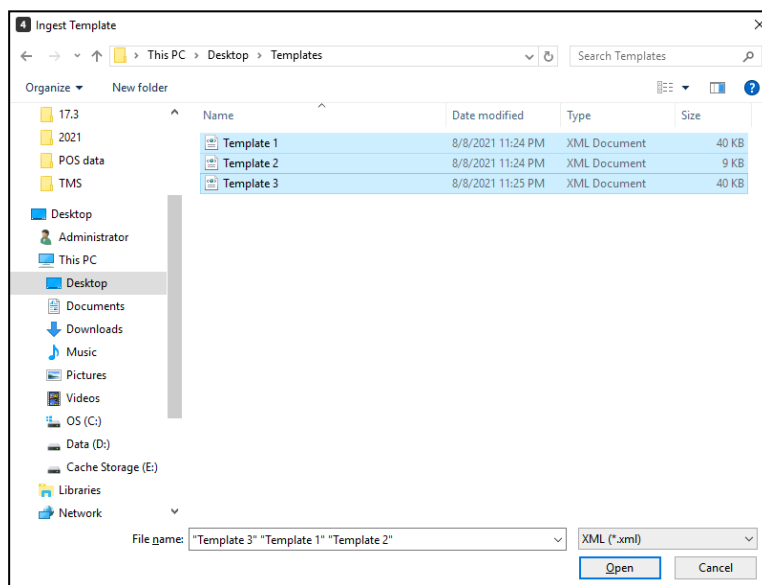 4 Ingest Template
This PC > Desktop > Templates
Search Templates
Organize
New folder
?
17.3
2021
POS data
TMS
Desktop
Administrator
This PC
Desktop
Documents
Downloads
Music
Pictures
Videos
OS (C:)
Data (D:)
Cache Storage (E:)
Libraries
Network
Name Date modified Type Size
Template 1 8/8/2021 11:24 PM XML Document 40 KB
Template 2 8/8/2021 11:24 PM XML Document 9 KB
Template 3 8/8/2021 11:25 PM XML Document 40 KB
File name: "Template 3" "Template 1" "Template 2"
XML (*.xml)
Open
Cancel